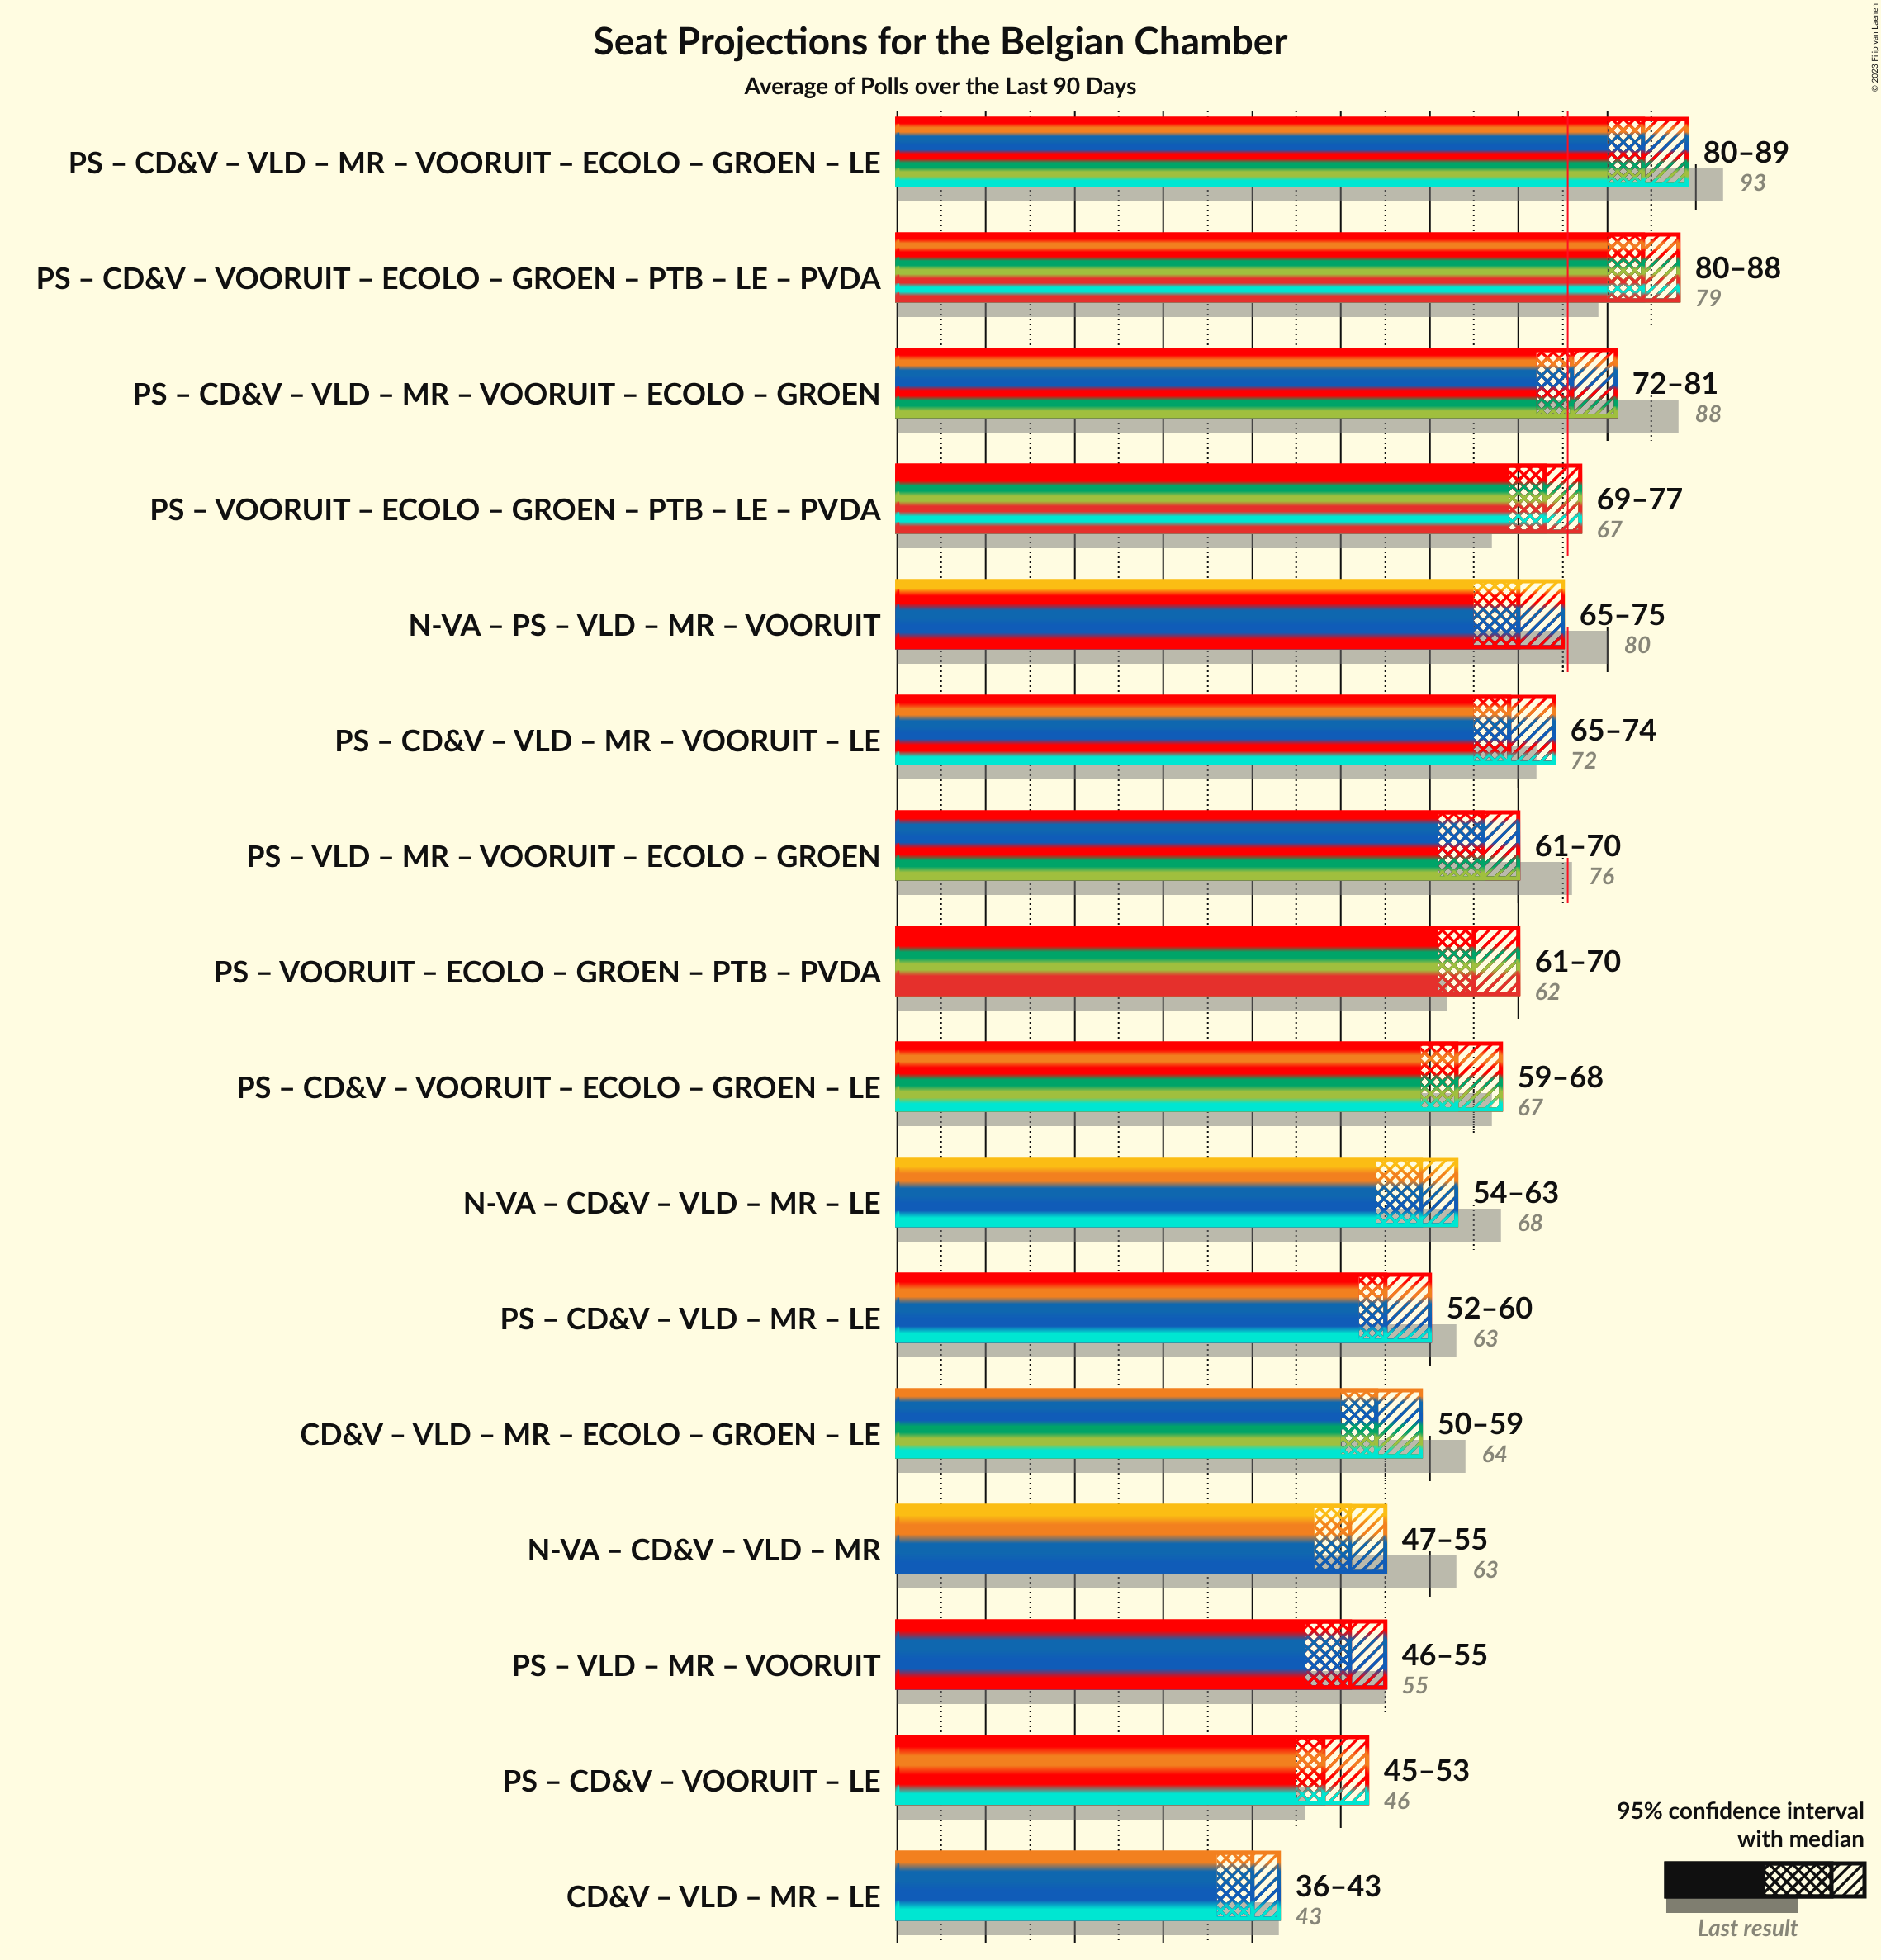 Seat Projections for the Belgian Chamber
Average of Polls over the Last 90 Days
© 2023 Filip van Laenen
PS – CD&V – VLD – MR – VOORUIT – ECOLO – GROEN – LE
80–89
93
PS – CD&V – VOORUIT – ECOLO – GROEN – PTB – LE – PVDA
80–88
79
PS – CD&V – VLD – MR – VOORUIT – ECOLO – GROEN
72–81
88
PS – VOORUIT – ECOLO – GROEN – PTB – LE – PVDA
69–77
67
N-VA – PS – VLD – MR – VOORUIT
65–75
80
PS – CD&V – VLD – MR – VOORUIT – LE
65–74
72
PS – VLD – MR – VOORUIT – ECOLO – GROEN
61–70
76
PS – VOORUIT – ECOLO – GROEN – PTB – PVDA
61–70
62
PS – CD&V – VOORUIT – ECOLO – GROEN – LE
59–68
67
N-VA – CD&V – VLD – MR – LE
54–63
68
PS – CD&V – VLD – MR – LE
52–60
63
CD&V – VLD – MR – ECOLO – GROEN – LE
50–59
64
N-VA – CD&V – VLD – MR
47–55
63
PS – VLD – MR – VOORUIT
46–55
55
PS – CD&V – VOORUIT – LE
45–53
46
CD&V – VLD – MR – LE
36–43
43
95% confidence interval
with median
Last result